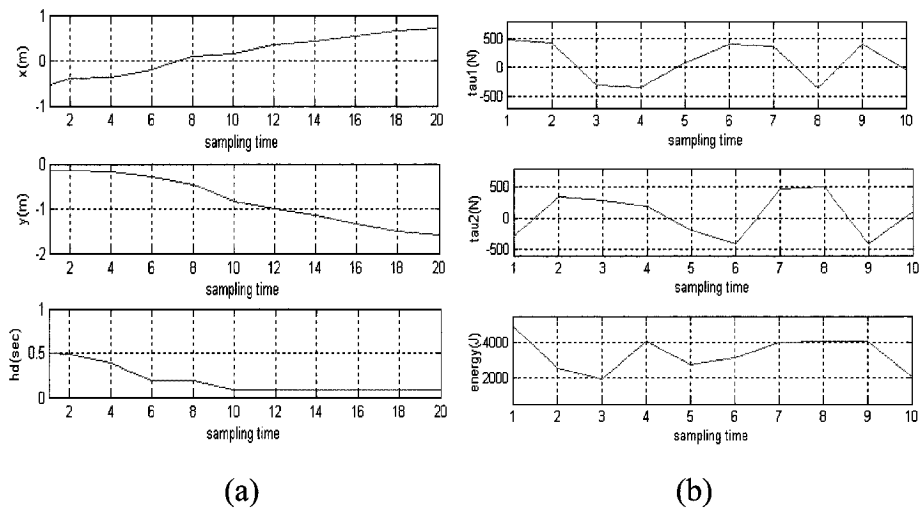 1
0
-1
x(m)
2 4 6 8 10 12 14 16 18 20
sampling time
0
-1
-2
y(m)
2 4 6 8 10 12 14 16 18 20
sampling time
1
0.5
0
hd(sec)
2 4 6 8 10 12 14 16 18 20
sampling time
(a)
500
0
-500
tau1(N)
1 2 3 4 5 6 7 8 9 10
sampling time
500
0
-500
tau2(N)
1 2 3 4 5 6 7 8 9 10
sampling time
4000
2000
energy(J)
1 2 3 4 5 6 7 8 9 10
sampling time
(b)